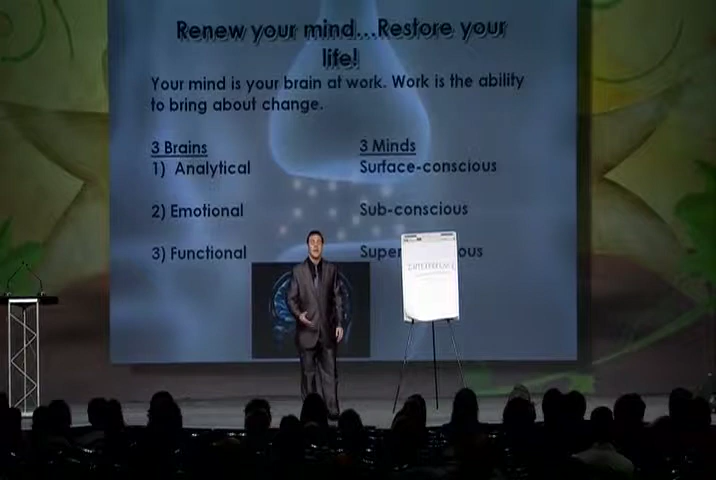 Renew your mind...Restore your
life!
Your mind is your brain at work. Work is the ability
to bring about change.
3 Brains
3 Minds
1) Analytical
Surface-conscious
2) Emotional
Sub-conscious
3) Functional